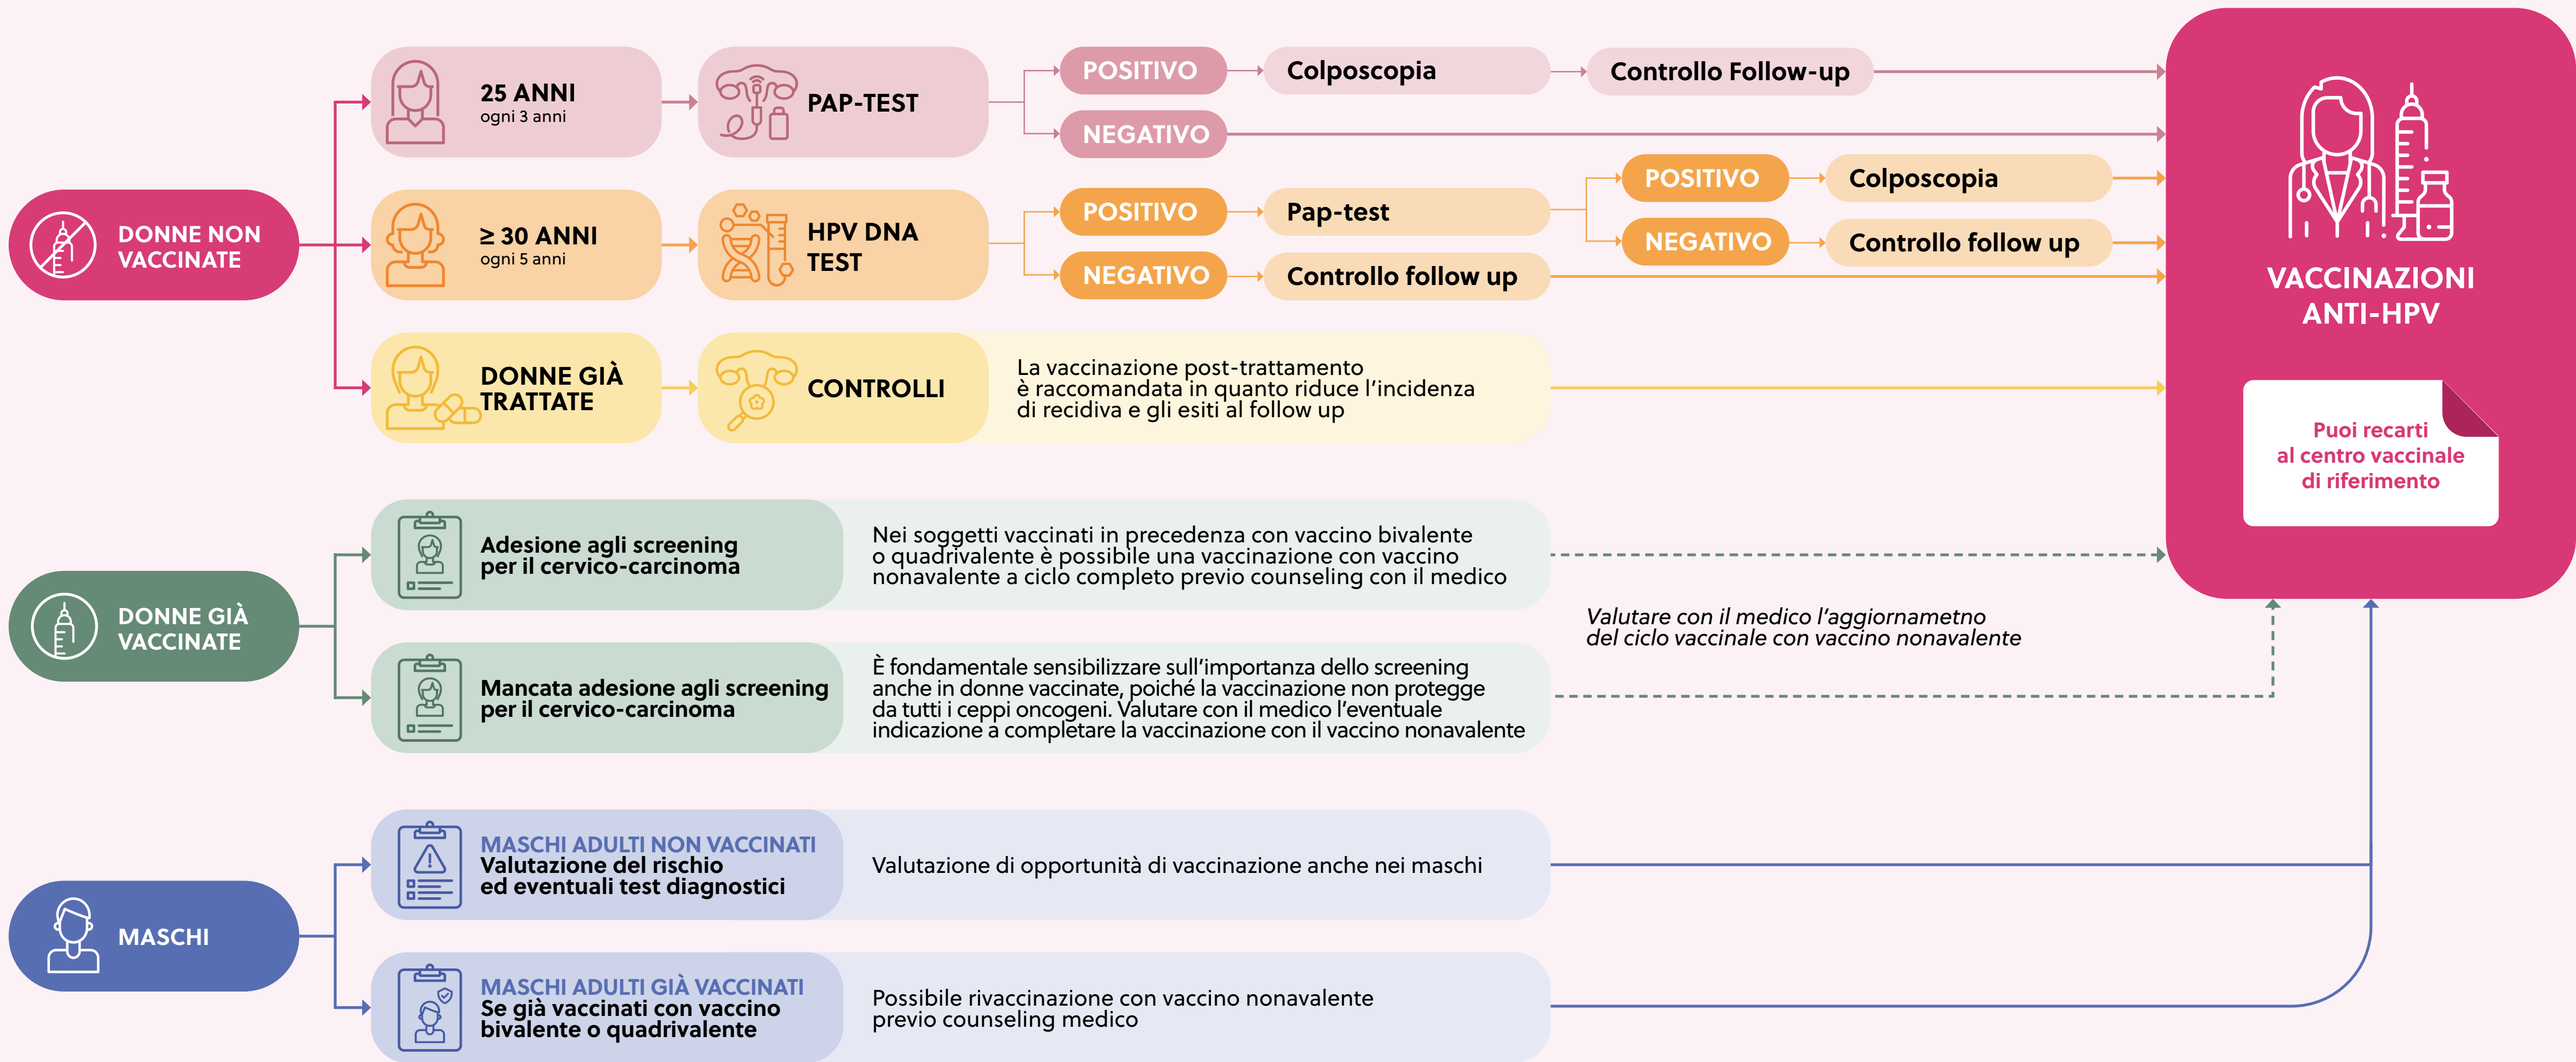 DONNE NON
VACCINATE
25 ANNI
ogni 3 anni
PAP-TEST
POSITIVO
Colposcopia
Controllo Follow-up
NEGATIVO
≥ 30 ANNI
ogni 5 anni
HPV DNA
TEST
POSITIVO
Pap-test
POSITIVO
Colposcopia
NEGATIVO
Controllo follow up
NEGATIVO
Controllo follow up
DONNE GIÀ
TRATTATE
CONTROLLI
La vaccinazione post-trattamento
è raccomandata in quanto riduce l'incidenza
di recidiva e gli esiti al follow up
VACCINAZIONI
ANTI-HPV
Puoi recarti
al centro vaccinale
di riferimento
DONNE GIÀ
VACCINATE
Adesione agli screening
per il cervico-carcinoma
Nei soggetti vaccinati in precedenza con vaccino bivalente
o quadrivalente è possibile una vaccinazione con vaccino
nonavalente a ciclo completo previo counseling con il medico
Valutare con il medico l'aggiornametno
del ciclo vaccinale con vaccino nonavalente
Mancata adesione agli screening
per il cervico-carcinoma
È fondamentale sensibilizzare sull'importanza dello screening
anche in donne vaccinate, poiché la vaccinazione non protegge
da tutti i ceppi oncogeni. Valutare con il medico l'eventuale
indicazione a completare la vaccinazione con il vaccino nonavalente
MASCHI
MASCHI ADULTI NON VACCINATI
Valutazione del rischio
ed eventuali test diagnostici
Valutazione di opportunità di vaccinazione anche nei maschi
MASCHI ADULTI GIÀ VACCINATI
Se già vaccinati con vaccino
bivalente o quadrivalente
Possibile rivaccinazione con vaccino nonavalente
previo counseling medico